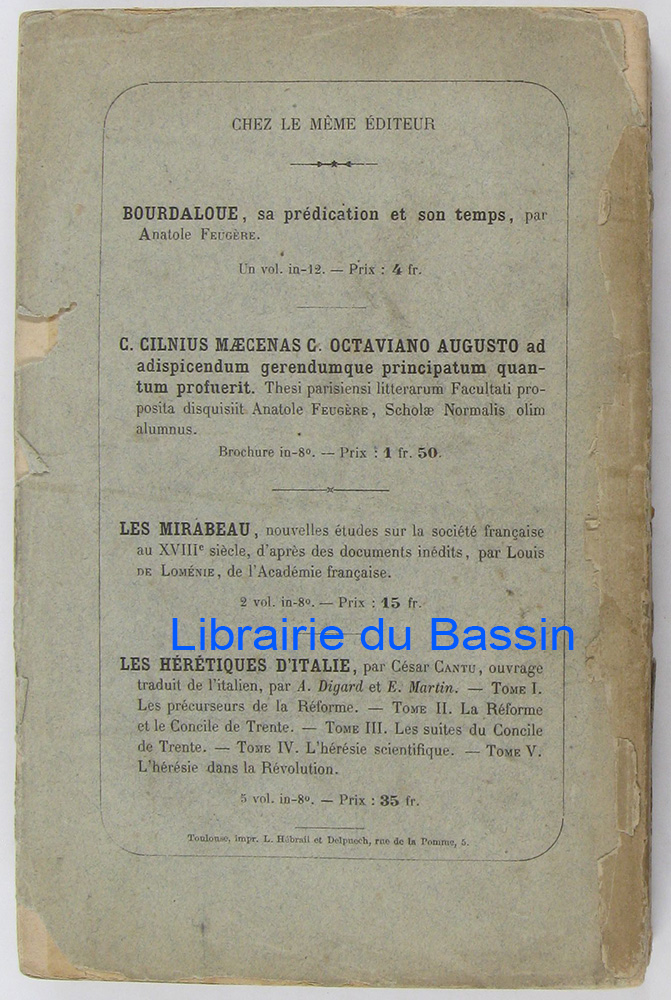 CHEZ LE MÊME ÉDITEUR
BOURDALOUE, sa prédication et son temps, par
Anatole FEUGÈRE.
Un vol. in-12. — Prix : 4 fr.
C. CILNIUS MÆCENAS C. OCTAVIANO AUGUSTO ad
adispicendum gerendumque principatum quan-
tum profuerit. Thesi parisiensi litterarum Facultati pro-
posita disquisiit Anatole FEUGÈRE, Scholæ Normalis olim
alumnus.
Brochure in-8º. — Prix : 1 fr. 50.
LES MIRABEAU, nouvelles études sur la société française
au XVIIIe siècle, d'après des documents inédits, par Louis
DE LOMÉNIE, de l'Académie française.
2 vol. in-8º. — Prix : 15 fr.
Librairie du Bassin
LES HÉRÉTIQUES D'ITALIE, par César CANTU, ouvrage
traduit de l'italien, par A. Digard et E. Martin. — TOME I.
Les précurseurs de la Réforme. — TOME II. La Réforme
et le Concile de Trente. — TOME III. Les suites du Concile
de Trente. — TOME IV. L'hérésie scientifique. — TOME V.
L'hérésie dans la Révolution.
5 vol. in-8º. — Prix : 35 fr.
Toulouse, impr. L. Hébrail et Delpuech, rue de la Pomme, 5.